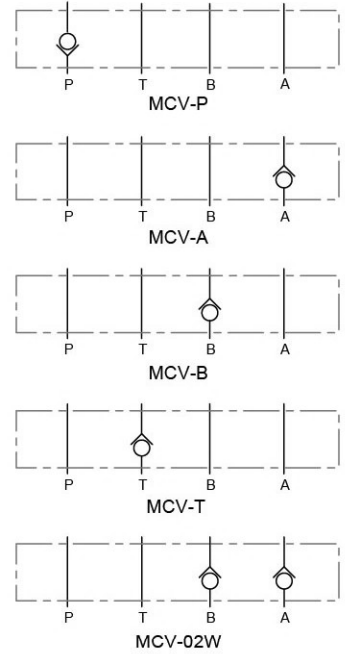 P T B A
MCV-P
P T B A
MCV-A
P T B A
MCV-B
P T B A
MCV-T
P T B A
MCV-02W